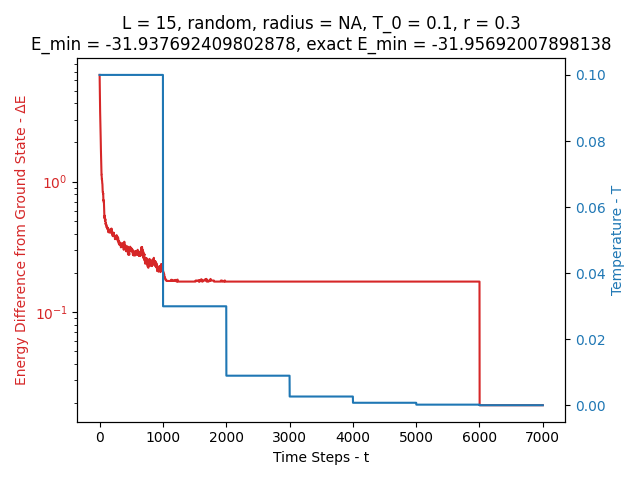 L = 15, random, radius = NA, T_0 = 0.1, r = 0.3
E_min = -31.937692409802878, exact E_min = -31.95692007898138
Energy Difference from Ground State - ΔE
10^0
10^-1
0.10
0.08
0.06
0.04
0.02
0.00
Temperature - T
0 1000 2000 3000 4000 5000 6000 7000
Time Steps - t